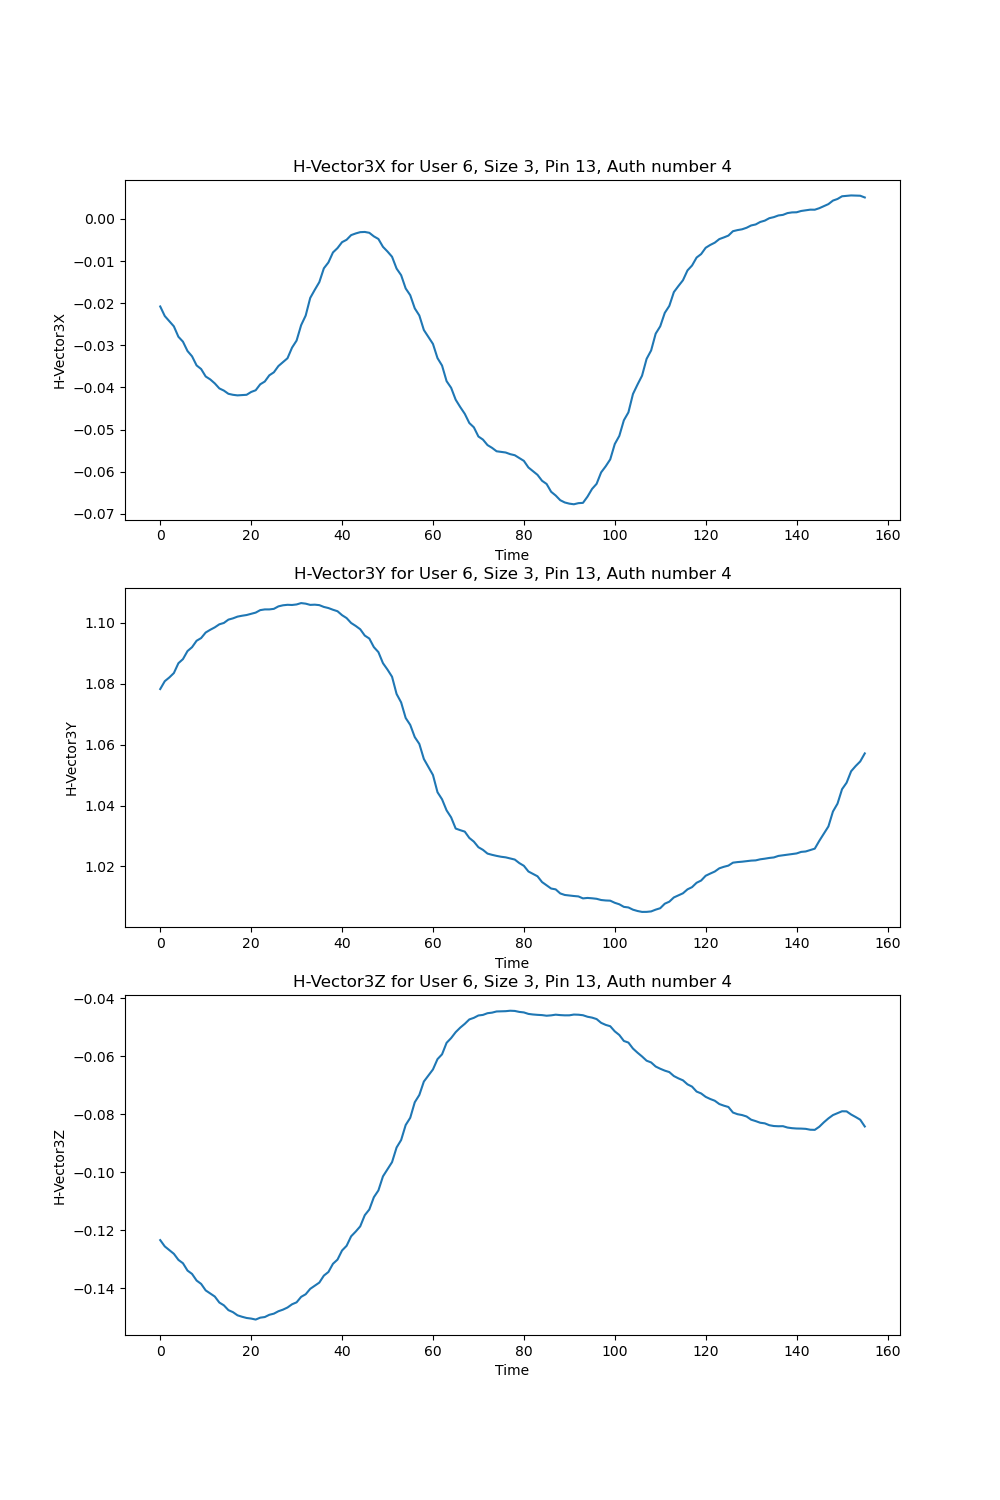 H-Vector3X for User 6, Size 3, Pin 13, Auth number 4
H-Vector3X
0.00
−0.01
−0.02
−0.03
−0.04
−0.05
−0.06
−0.07
0 20 40 60 80 100 120 140 160
Time
H-Vector3Y for User 6, Size 3, Pin 13, Auth number 4
H-Vector3Y
1.10
1.08
1.06
1.04
1.02
0 20 40 60 80 100 120 140 160
Time
H-Vector3Z for User 6, Size 3, Pin 13, Auth number 4
H-Vector3Z
−0.04
−0.06
−0.08
−0.10
−0.12
−0.14
0 20 40 60 80 100 120 140 160
Time